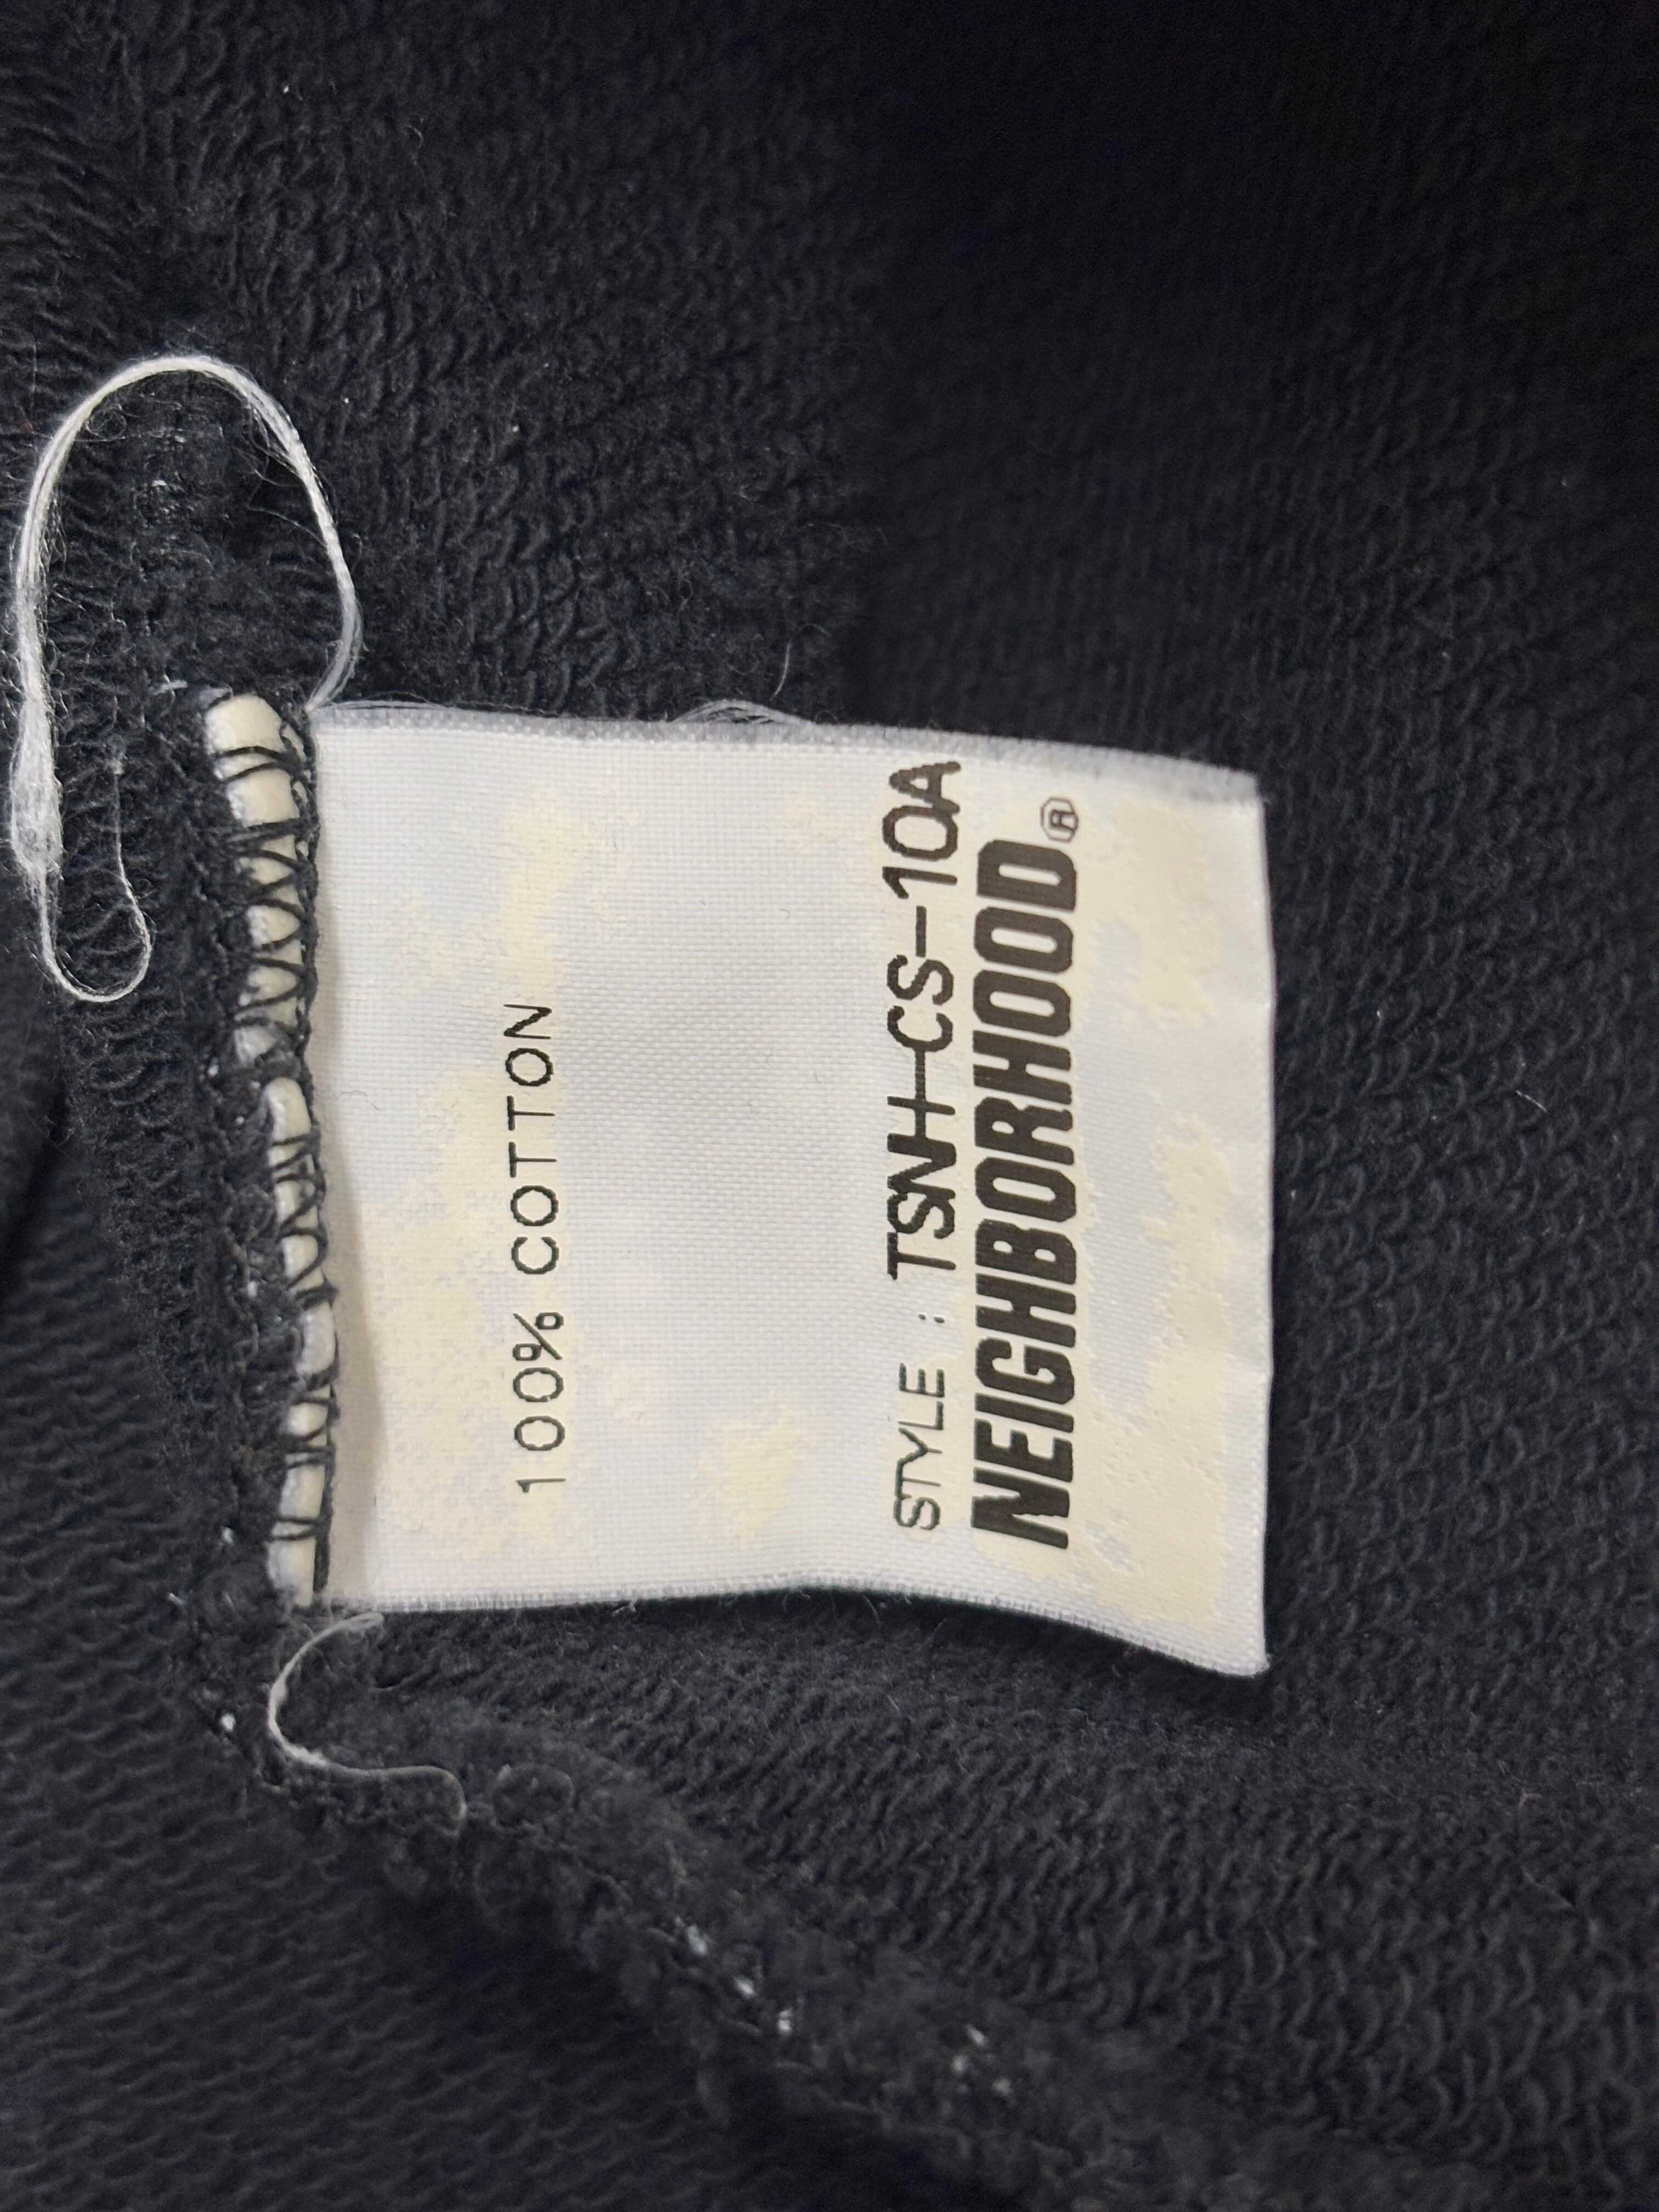 100% COTTON
STYLE : TSNH-CS-10A
NEIGHBORHOOD®